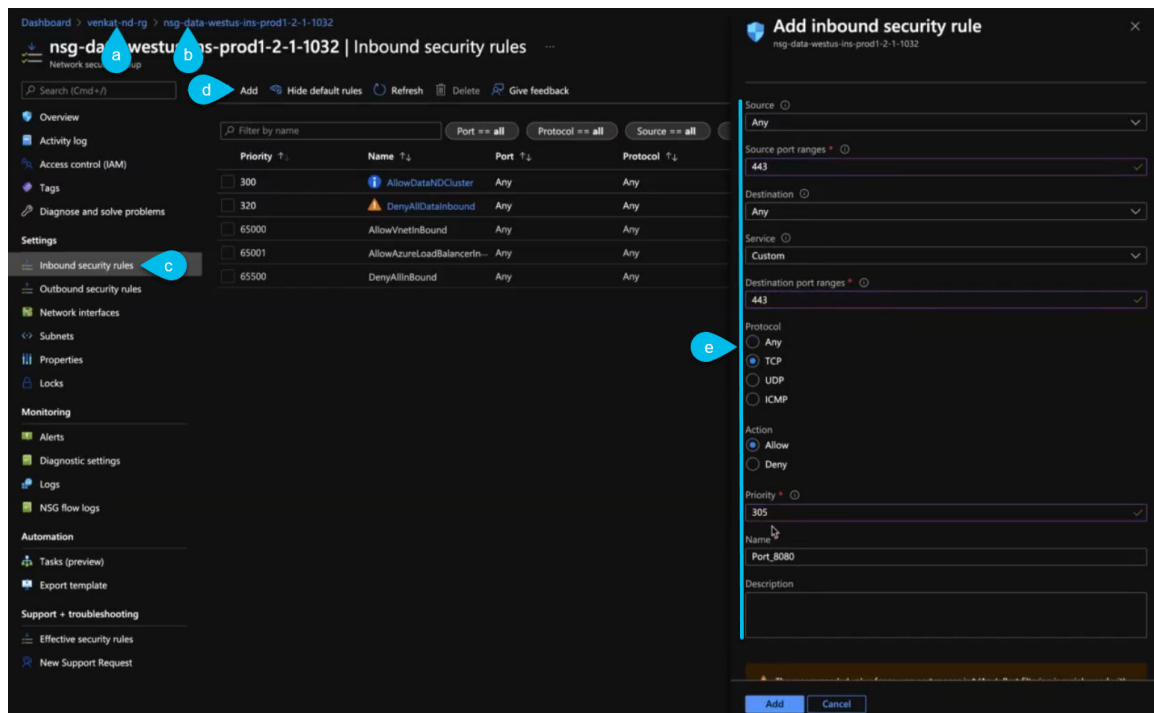 Dashboard > venkat-nd-rg > nsg-data-westus-ins-prod1-2-1-1032
a
b
nsg-da westu ns-prod1-2-1-1032 | Inbound security rules ...
Network secu up
Search (Cmd+/)
d
Add Hide default rules Refresh Delete Give feedback
Overview
Activity log
Access control (IAM)
Tags
Diagnose and solve problems
Settings
Inbound security rules
c
Outbound security rules
Network interfaces
Subnets
Properties
Locks
Monitoring
Alerts
Diagnostic settings
Logs
NSG flow logs
Automation
Tasks (preview)
Export template
Support + troubleshooting
Effective security rules
New Support Request
Filter by name
Port == all
Protocol == all
Source == all
Priority ↑↓ Name ↑↓ Port ↑↓ Protocol ↑↓
300 AllowDataNDCluster Any Any
320 DenyAllDataInbound Any Any
65000 AllowVnetInBound Any Any
65001 AllowAzureLoadBalancerIn... Any Any
65500 DenyAllInBound Any Any
e
Add inbound security rule
nsg-data-westus-ins-prod1-2-1-1032
Source
Any
Source port ranges *
443
Destination
Any
Service
Custom
Destination port ranges *
443
Protocol
Any
TCP
UDP
ICMP
Action
Allow
Deny
Priority *
305
Name
Port_8080
Description
Add
Cancel